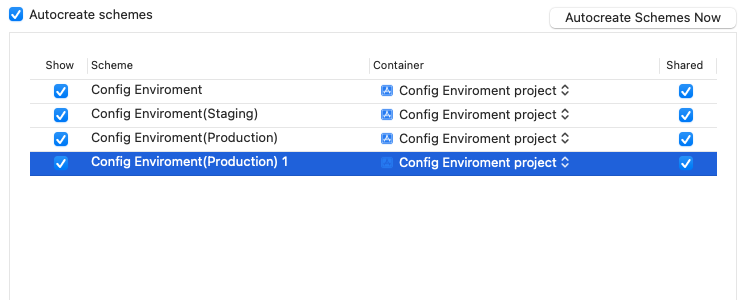 Autocreate schemes
Autocreate Schemes Now
Show Scheme Container Shared
Config Enviroment Config Enviroment project
Config Enviroment(Staging) Config Enviroment project
Config Enviroment(Production) Config Enviroment project
Config Enviroment(Production) 1 Config Enviroment project